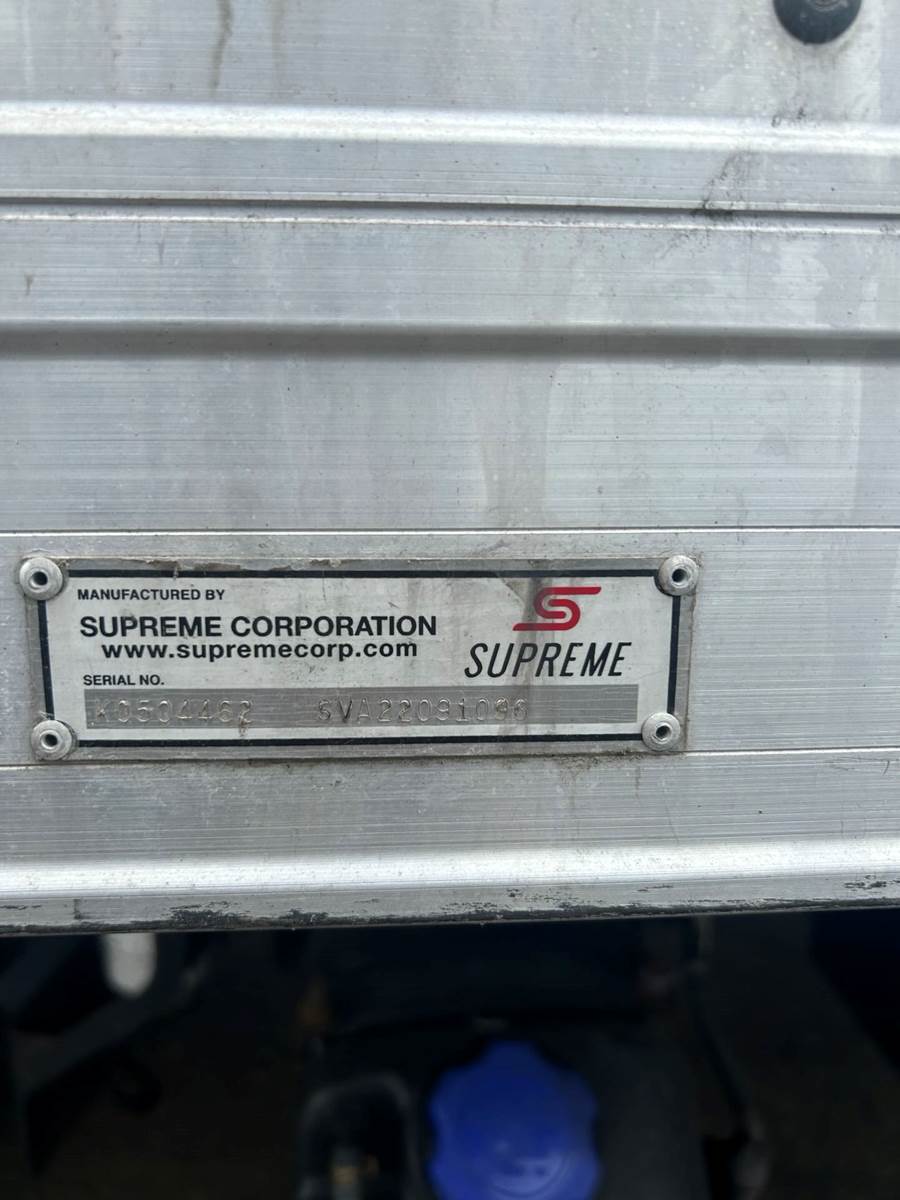 MANUFACTURED BY
SUPREME CORPORATION
www.supremecorp.com
SUPREME
SERIAL NO.
K0504462 SVA22091096